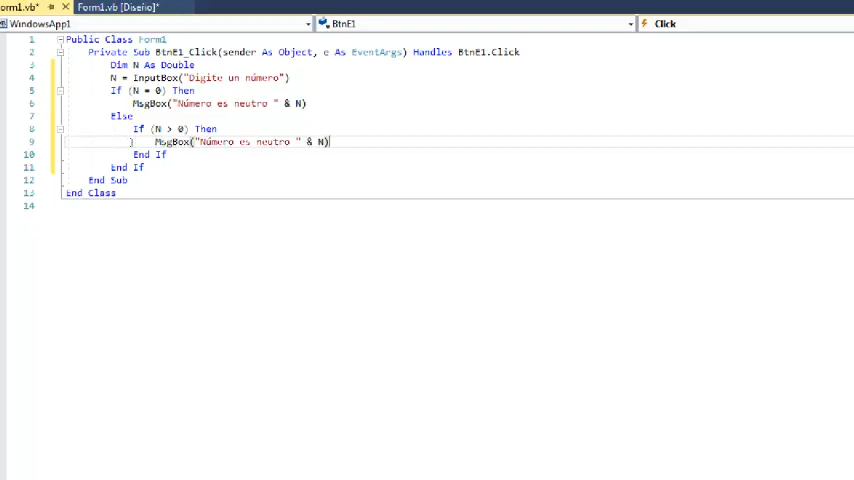 orm1.vb*
Form1.vb [Diseño]*
WindowsApp1
BtnE1
Click
1 Public Class Form1
2 Private Sub BtnE1_Click(sender As Object, e As EventArgs) Handles BtnE1.Click
3 Dim N As Double
4 N = InputBox("Digite un número")
5 If (N = 0) Then
6 MsgBox("Número es neutro " & N)
7 Else
8 If (N > 0) Then
9 MsgBox("Número es neutro " & N)
10 End If
11 End If
12 End Sub
13 End Class
14